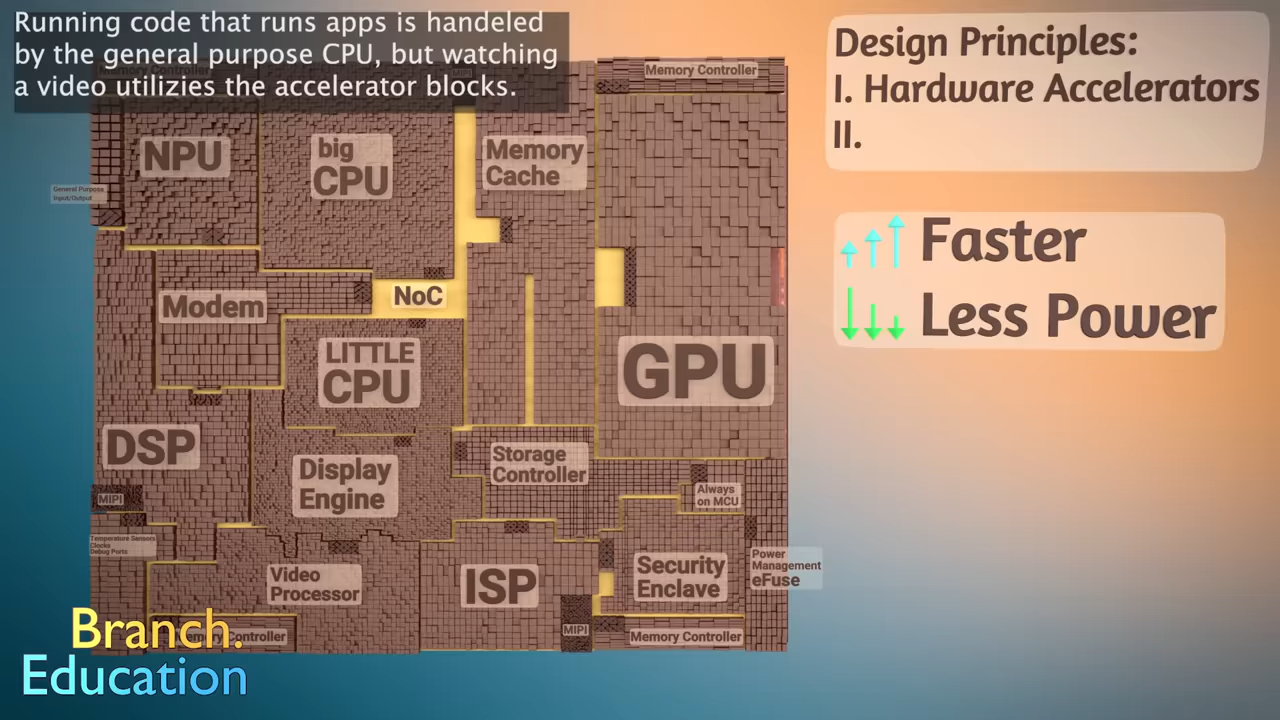 Running code that runs apps is handeled
by the general purpose CPU, but watching
a video utilizies the accelerator blocks.
Design Principles:
I. Hardware Accelerators
II.
Faster
Less Power
Memory Controller
NPU
big
CPU
Memory
Cache
General Purpose
Input/Output
Modem
NoC
LITTLE
CPU
GPU
DSP
Display
Engine
Storage
Controller
MIPI
Always
on MCU
Temperature Sensors
Clocks
Debug Ports
Video
Processor
ISP
Security
Enclave
Power
Management
eFuse
MIPI
Memory Controller
Memory Controller
Branch.
Education